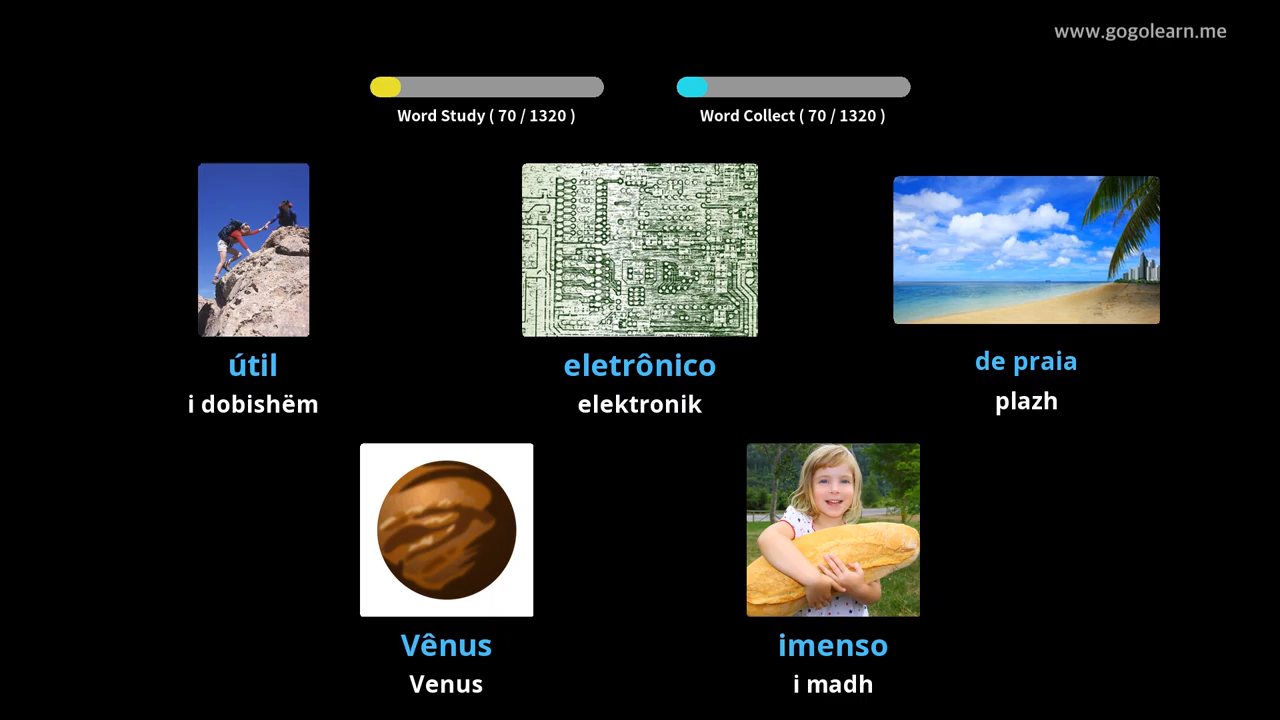 www.gogolearn.me
Word Study ( 70 / 1320 )
Word Collect ( 70 / 1320 )
útil
i dobishëm
eletrônico
elektronik
de praia
plazh
Vênus
Venus
imenso
i madh